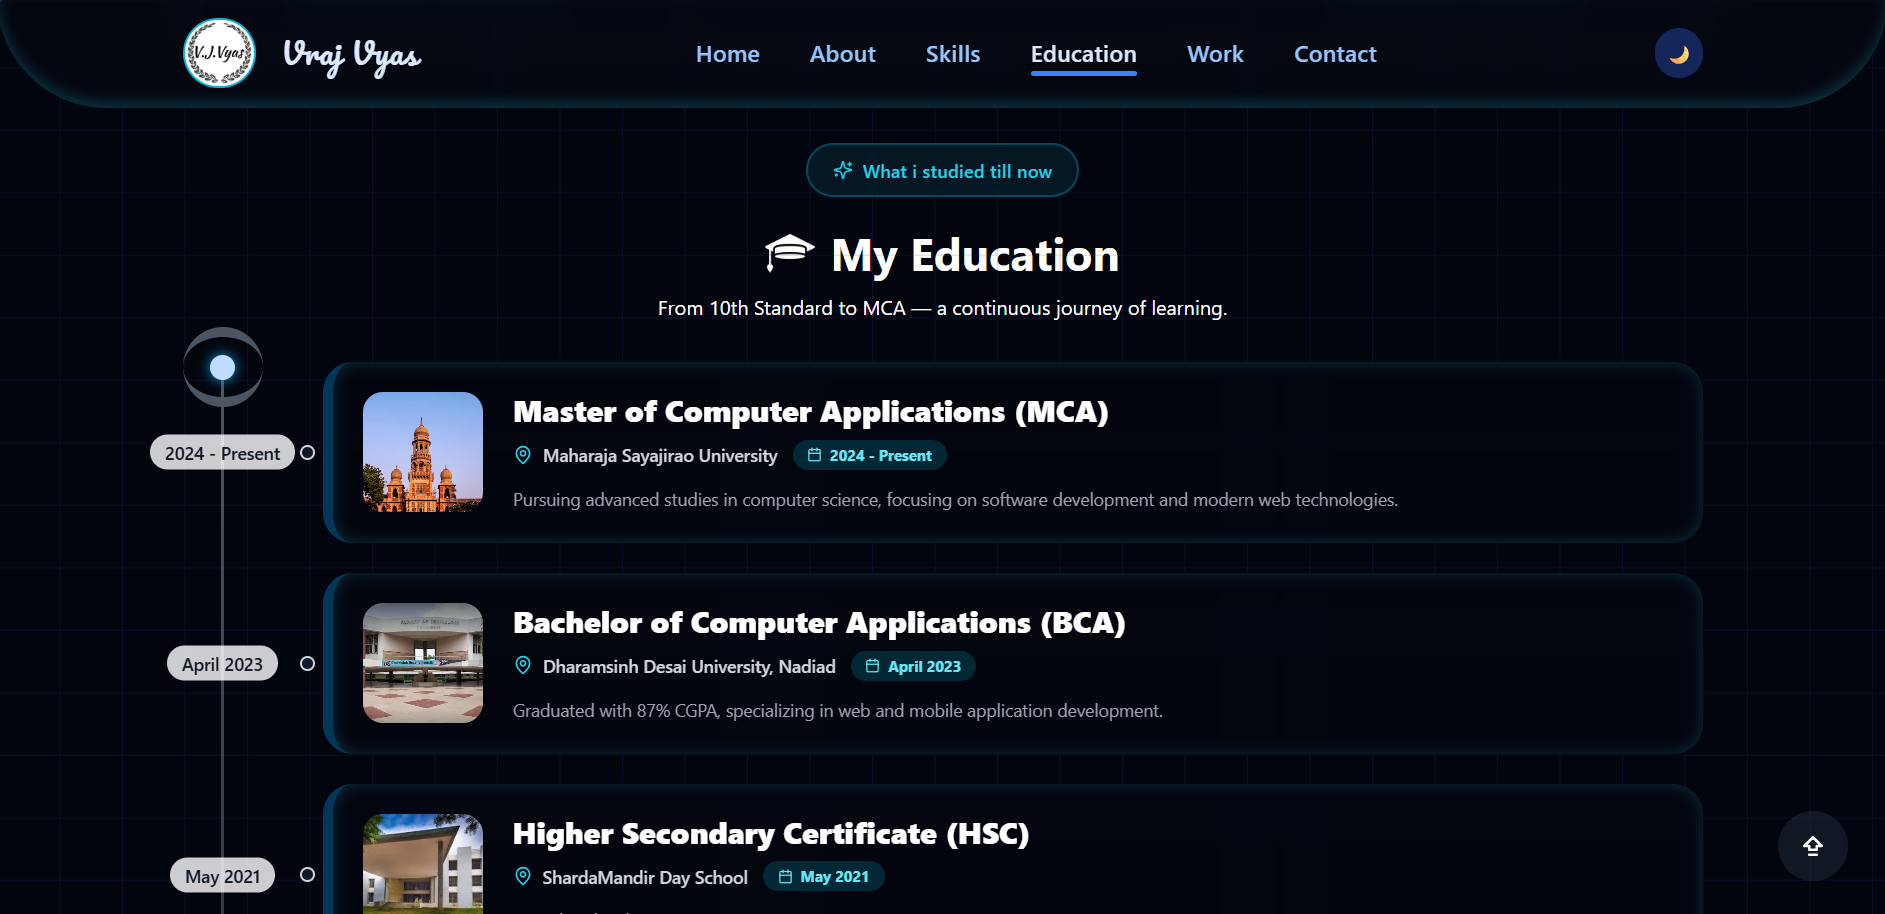 V.J.Vyas
Vraj Vyas
Home
About
Skills
Education
Work
Contact
What i studied till now
My Education
From 10th Standard to MCA — a continuous journey of learning.
2024 - Present
Master of Computer Applications (MCA)
Maharaja Sayajirao University
2024 - Present
Pursuing advanced studies in computer science, focusing on software development and modern web technologies.
April 2023
Bachelor of Computer Applications (BCA)
Dharamsinh Desai University, Nadiad
April 2023
Graduated with 87% CGPA, specializing in web and mobile application development.
May 2021
Higher Secondary Certificate (HSC)
ShardaMandir Day School
May 2021